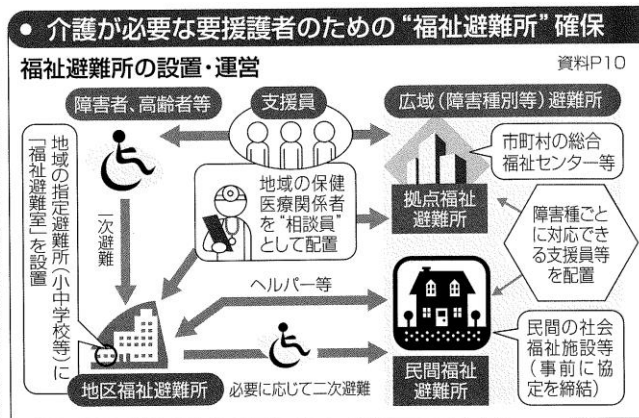 ● 介護が必要な要援護者のための“福祉避難所”確保
福祉避難所の設置・運営
資料P10
障害者、高齢者等
支援員
広域（障害種別等）避難所
地域の指定避難所（小中学校等）に
「福祉避難室」を設置
一次避難
地域の保健
医療関係者
を“相談員”
として配置
市町村の総合
福祉センター等
拠点福祉
避難所
障害種ごと
に対応でき
る支援員等
を配置
ヘルパー等
地区福祉避難所
必要に応じて二次避難
民間福祉
避難所
民間の社会
福祉施設等
（事前に協
定を締結）